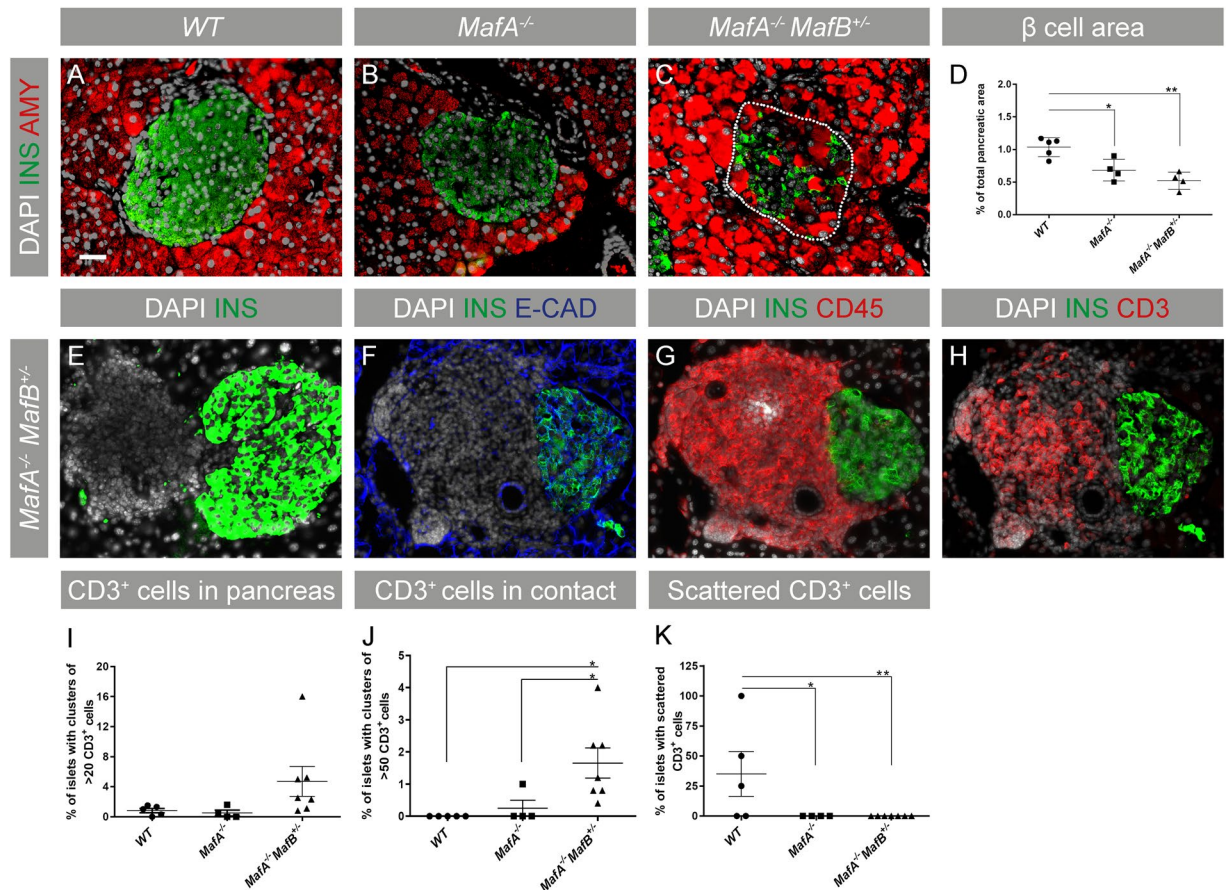 WT
MafA-/-
MafA-/- MafB+/-
β cell area
DAPI INS AMY
A
B
C
D
% of total pancreatic area
2.0
1.5
1.0
0.5
0.0
*
**
WT
MafA-/-
MafA-/- MafB+/-
DAPI INS
DAPI INS E-CAD
DAPI INS CD45
DAPI INS CD3
MafA-/- MafB+/-
E
F
G
H
CD3+ cells in pancreas
CD3+ cells in contact
Scattered CD3+ cells
I
% of islets with clusters of
>20 CD3+ cells
20
16
12
8
4
0
WT
MafA-/-
MafA-/- MafB+/-
J
% of islets with clusters of
>50 CD3+ cells
5
4
3
2
1
0
*
*
WT
MafA-/-
MafA-/- MafB+/-
K
% of islets with scattered
CD3+ cells
125
100
75
50
25
0
*
**
WT
MafA-/-
MafA-/- MafB+/-